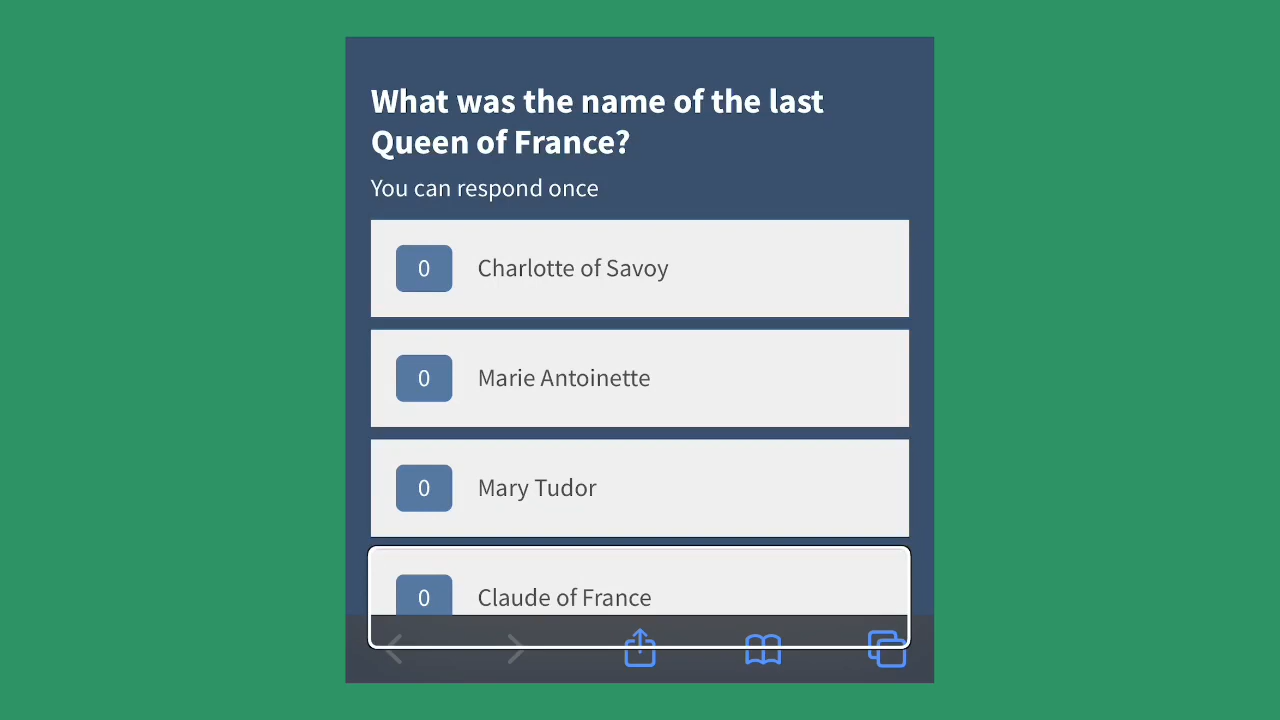 What was the name of the last
Queen of France?
You can respond once
0 Charlotte of Savoy
0 Marie Antoinette
0 Mary Tudor
0 Claude of France